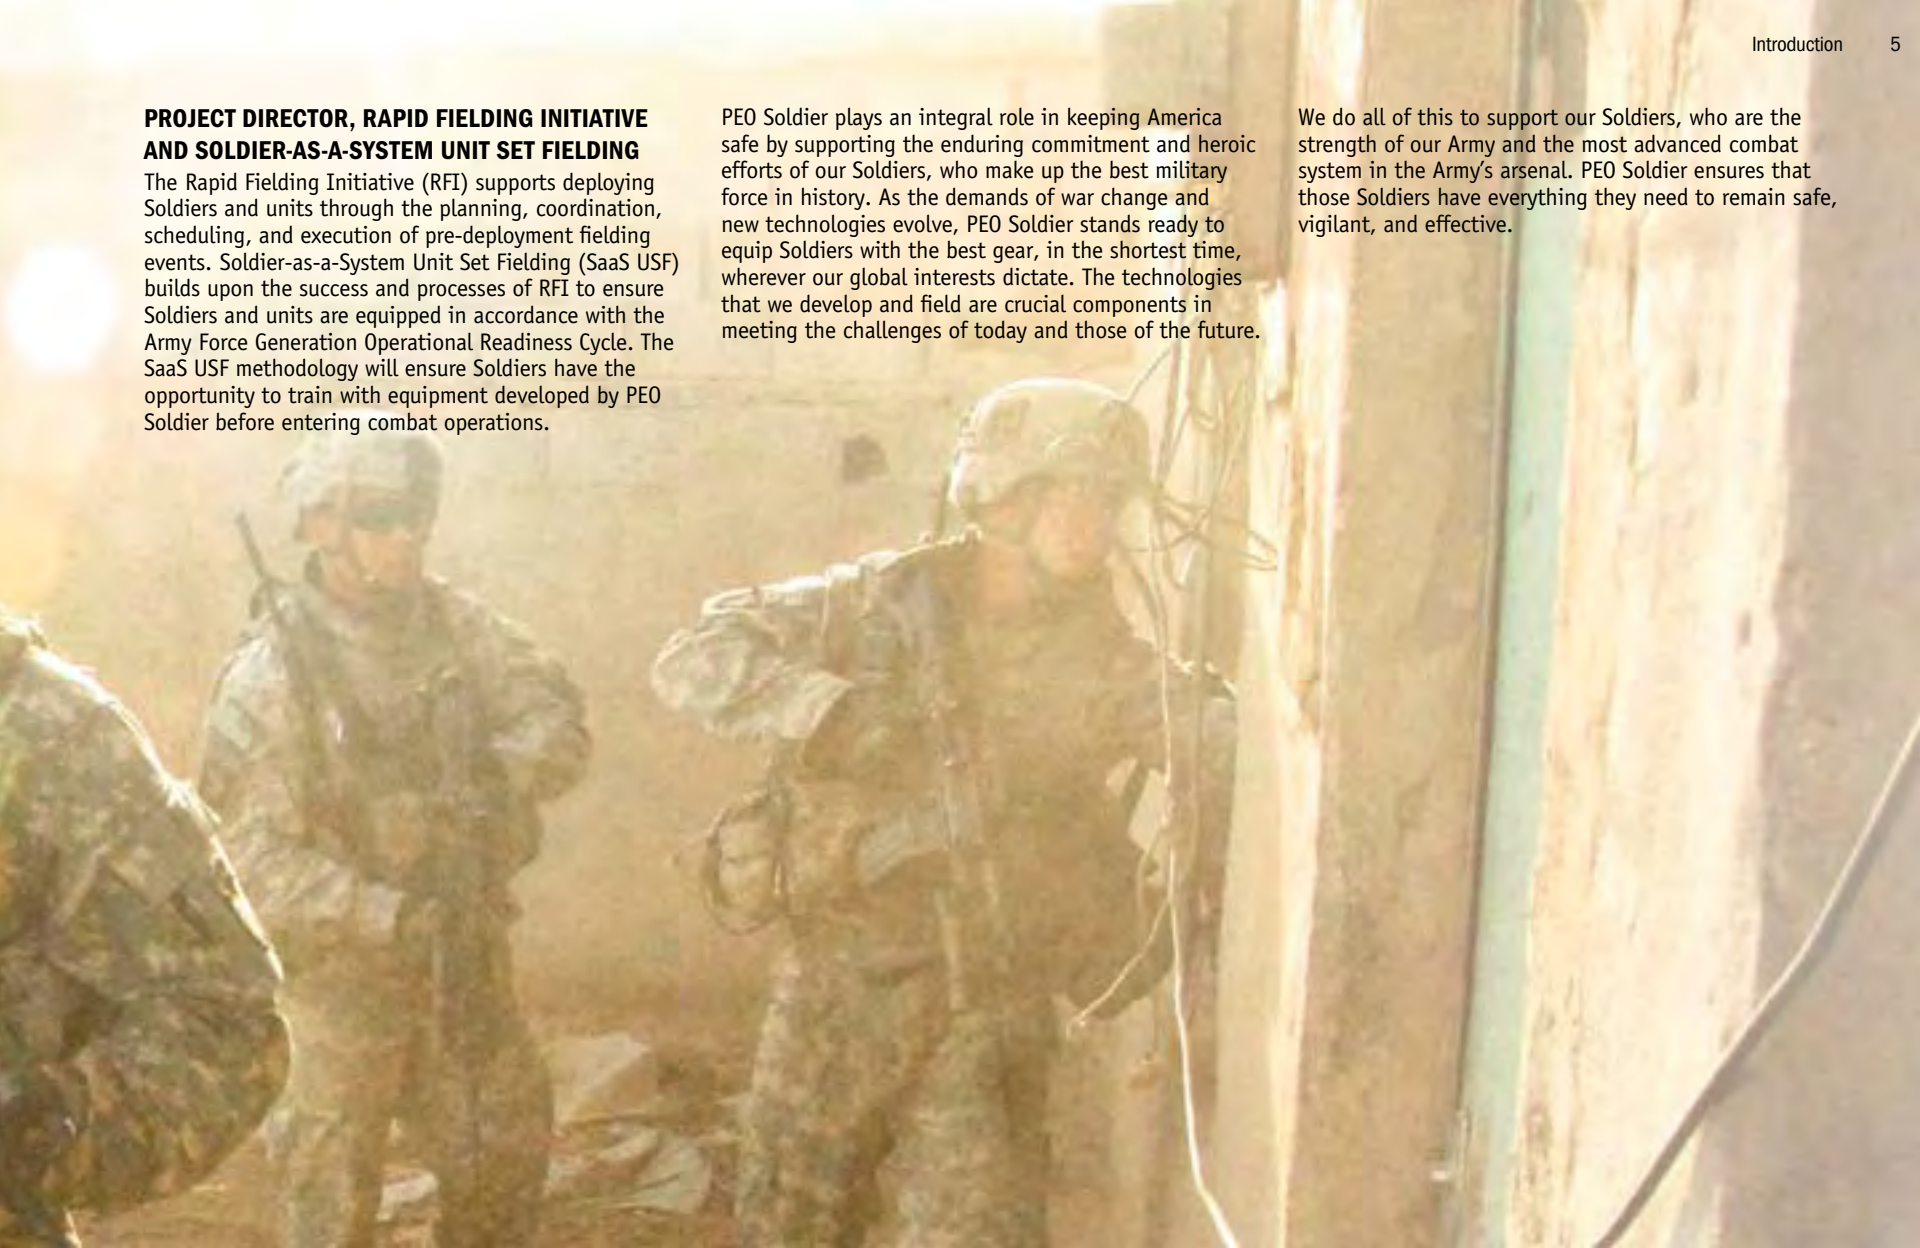 Introduction 5
PROJECT DIRECTOR, RAPID FIELDING INITIATIVE
AND SOLDIER-AS-A-SYSTEM UNIT SET FIELDING
The Rapid Fielding Initiative (RFI) supports deploying
Soldiers and units through the planning, coordination,
scheduling, and execution of pre-deployment fielding
events. Soldier-as-a-System Unit Set Fielding (SaaS USF)
builds upon the success and processes of RFI to ensure
Soldiers and units are equipped in accordance with the
Army Force Generation Operational Readiness Cycle. The
SaaS USF methodology will ensure Soldiers have the
opportunity to train with equipment developed by PEO
Soldier before entering combat operations.
PEO Soldier plays an integral role in keeping America
safe by supporting the enduring commitment and heroic
efforts of our Soldiers, who make up the best military
force in history. As the demands of war change and
new technologies evolve, PEO Soldier stands ready to
equip Soldiers with the best gear, in the shortest time,
wherever our global interests dictate. The technologies
that we develop and field are crucial components in
meeting the challenges of today and those of the future.
We do all of this to support our Soldiers, who are the
strength of our Army and the most advanced combat
system in the Army’s arsenal. PEO Soldier ensures that
those Soldiers have everything they need to remain safe,
vigilant, and effective.